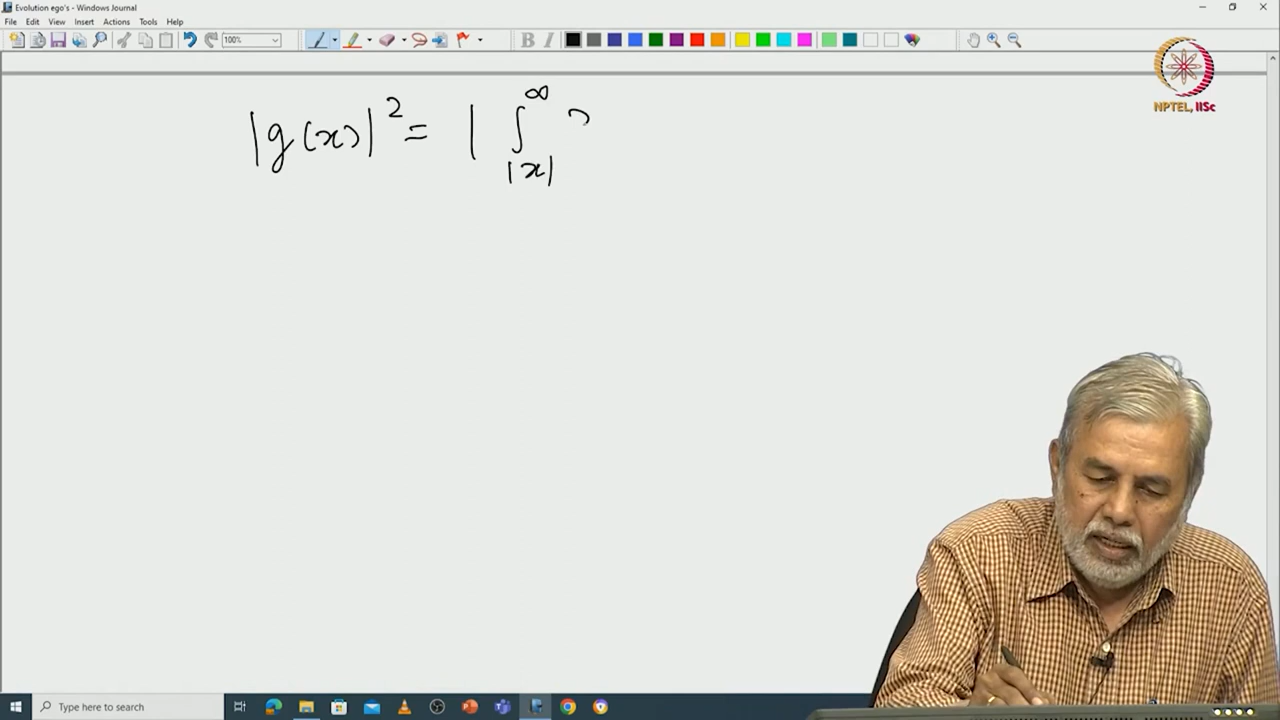 Evolution ego's - Windows Journal
File Edit View Insert Actions Tools Help
100%
B I
NPTEL, IISc
|g(x)|² = | ∫_{|x|}^{∞}
Type here to search